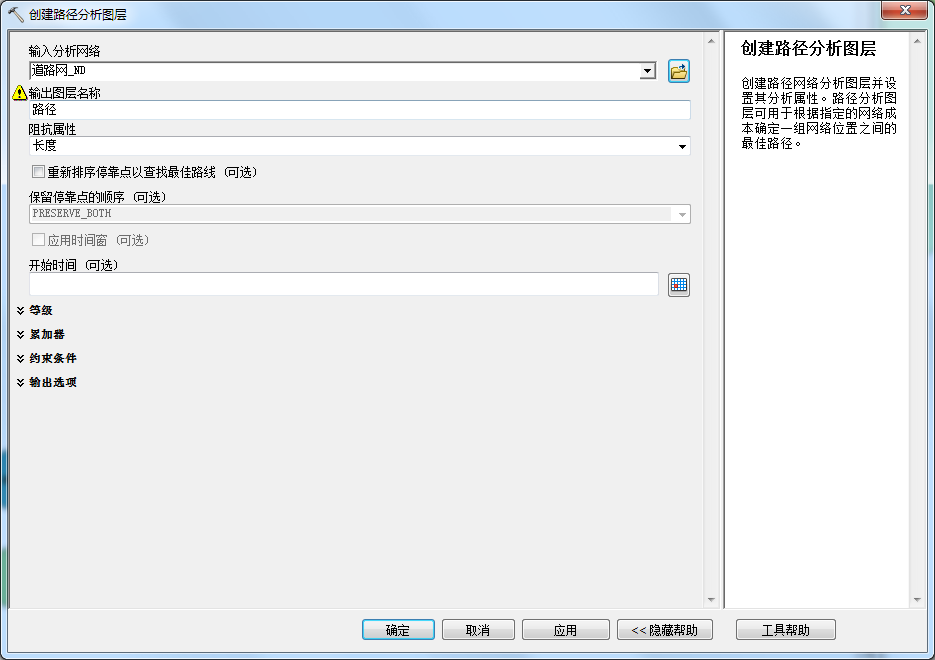 创建路径分析图层
输入分析网络
道路网_ND
输出图层名称
路径
阻抗属性
长度
重新排序停靠点以查找最佳路线 (可选)
保留停靠点的顺序 (可选)
PRESERVE_BOTH
应用时间窗 (可选)
开始时间 (可选)
等级
累加器
约束条件
输出选项
创建路径分析图层
创建路径网络分析图层并设
置其分析属性。路径分析图
层可用于根据指定的网络成
本确定一组网络位置之间的
最佳路径。
确定
取消
应用
<< 隐藏帮助
工具帮助